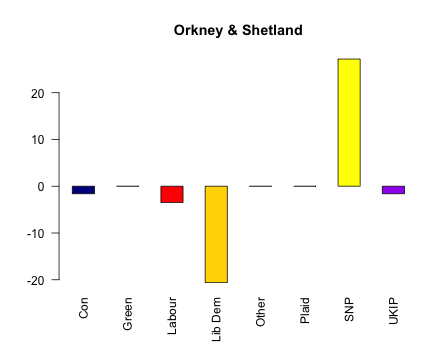 Orkney & Shetland
20
10
0
-10
-20
Con
Green
Labour
Lib Dem
Other
Plaid
SNP
UKIP